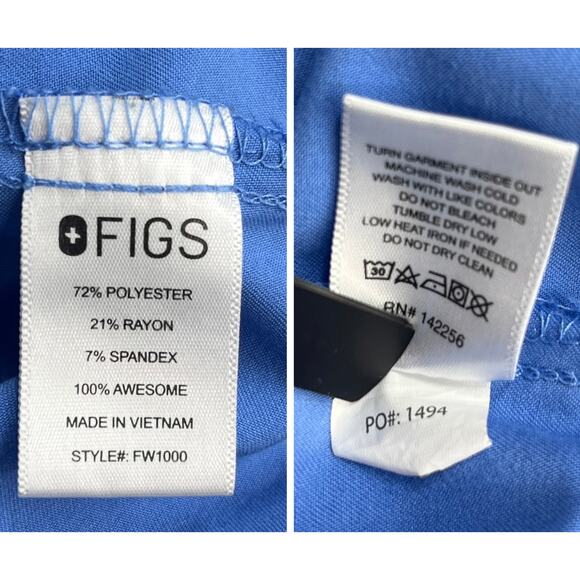 FIGS
72% POLYESTER
21% RAYON
7% SPANDEX
100% AWESOME
MADE IN VIETNAM
STYLE#: FW1000
TURN GARMENT INSIDE OUT
MACHINE WASH COLD
WASH WITH LIKE COLORS
DO NOT BLEACH
TUMBLE DRY LOW
LOW HEAT IRON IF NEEDED
DO NOT DRY CLEAN
30
RN# 142256
PO#: 1494